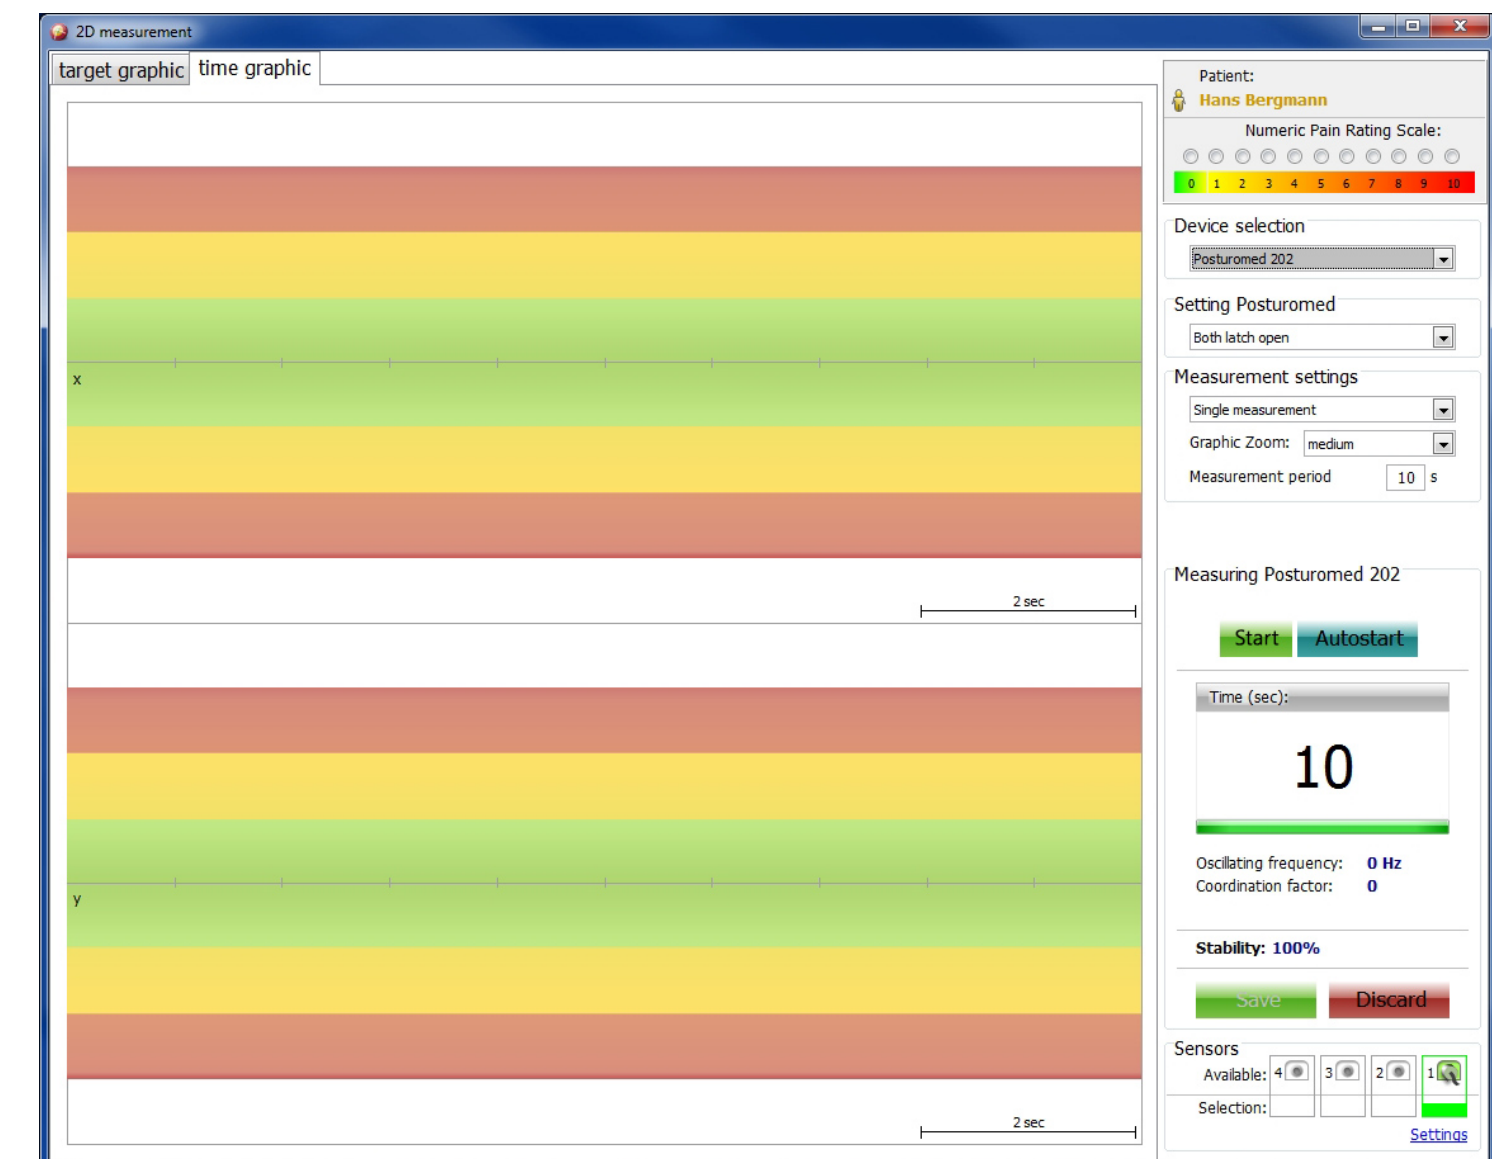 2D measurement
target graphic time graphic
x
2 sec
y
2 sec
Patient:
Hans Bergmann
Numeric Pain Rating Scale:
0 1 2 3 4 5 6 7 8 9 10
Device selection
Posturomed 202
Setting Posturomed
Both latch open
Measurement settings
Single measurement
Graphic Zoom: medium
Measurement period 10 s
Measuring Posturomed 202
Start Autostart
Time (sec):
10
Oscillating frequency: 0 Hz
Coordination factor: 0
Stability: 100%
Save Discard
Sensors
Available: 4 3 2 1
Selection:
Settings